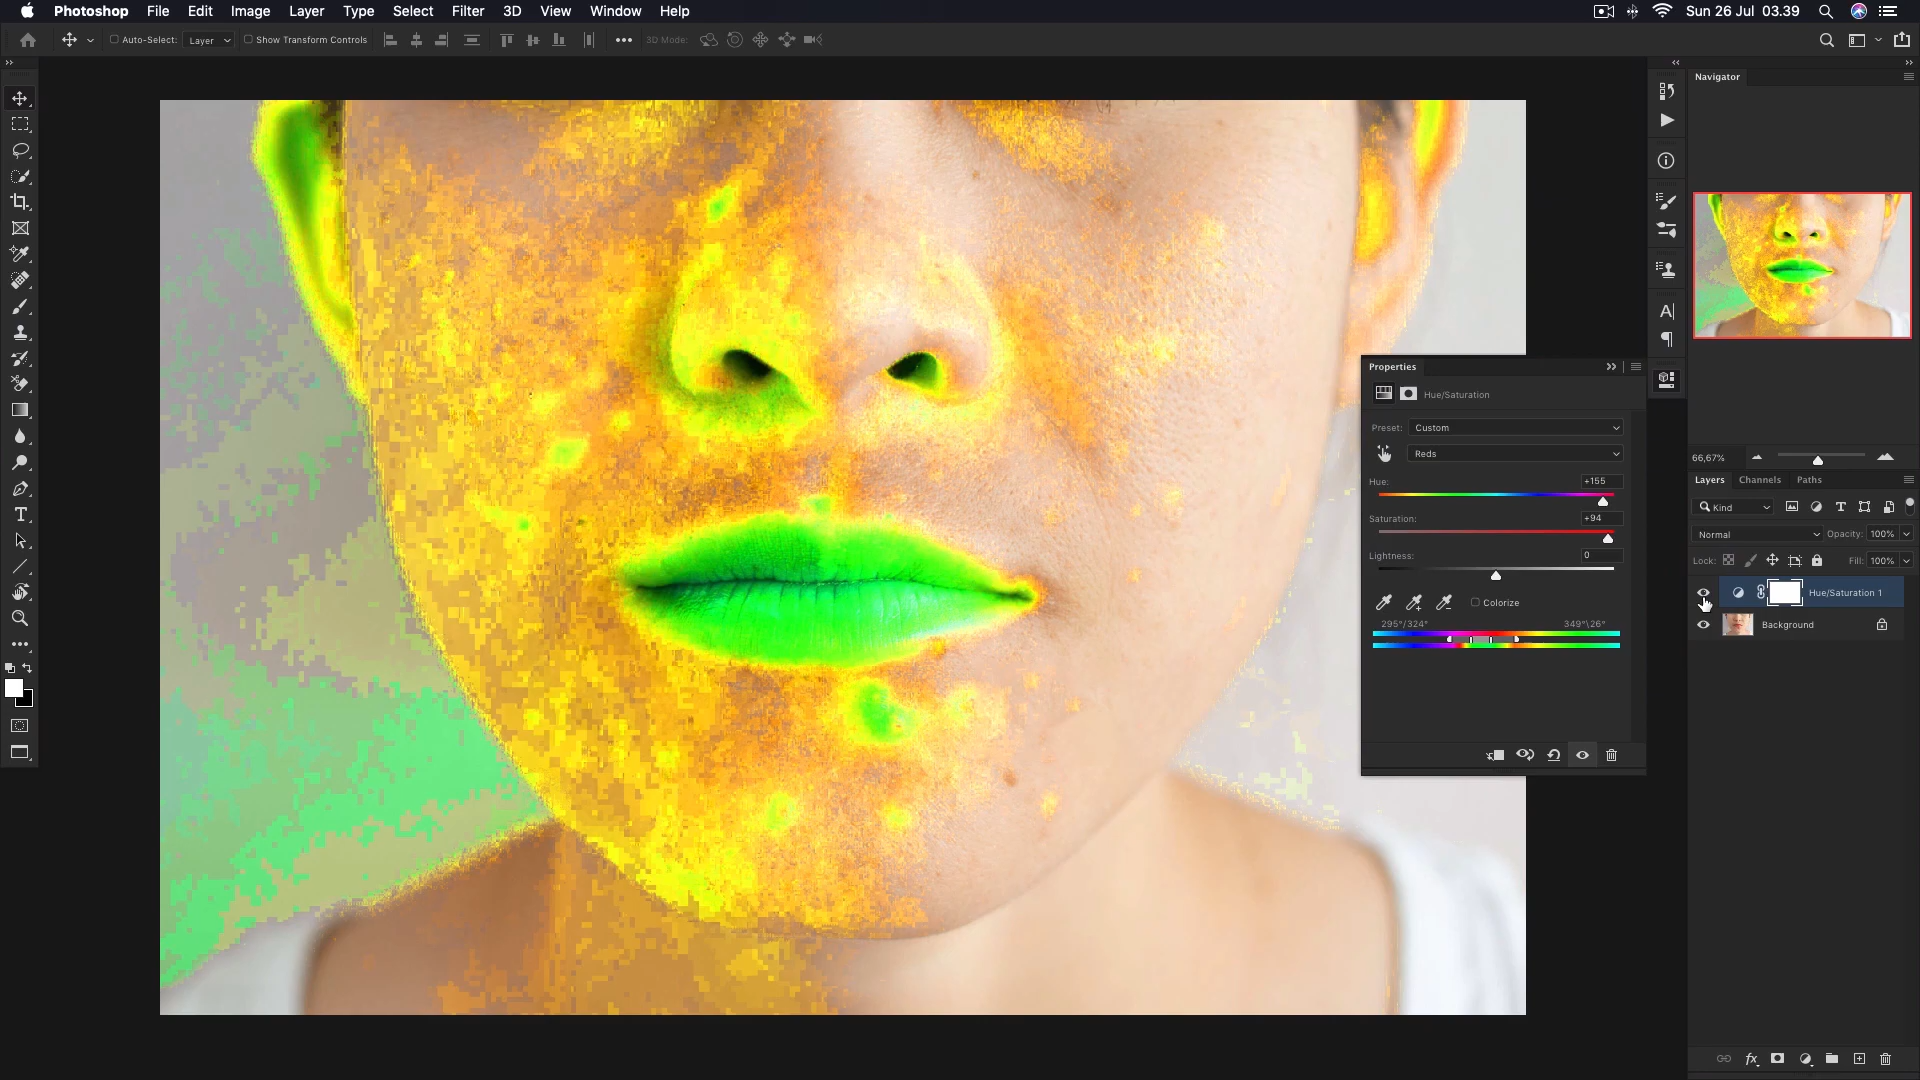 Photoshop File Edit Image Layer Type Select Filter 3D View Window Help Sun 26 Jul 03.39
Auto-Select: Layer Show Transform Controls 3D Mode:
Navigator
Properties
Hue/Saturation
Preset: Custom
Reds
66,67%
Hue: +155
Layers Channels Paths
Kind
Saturation: +94
Normal Opacity: 100%
Lightness: 0
Lock: Fill: 100%
Hue/Saturation 1
Colorize
295°/324° 349°\26°
Background